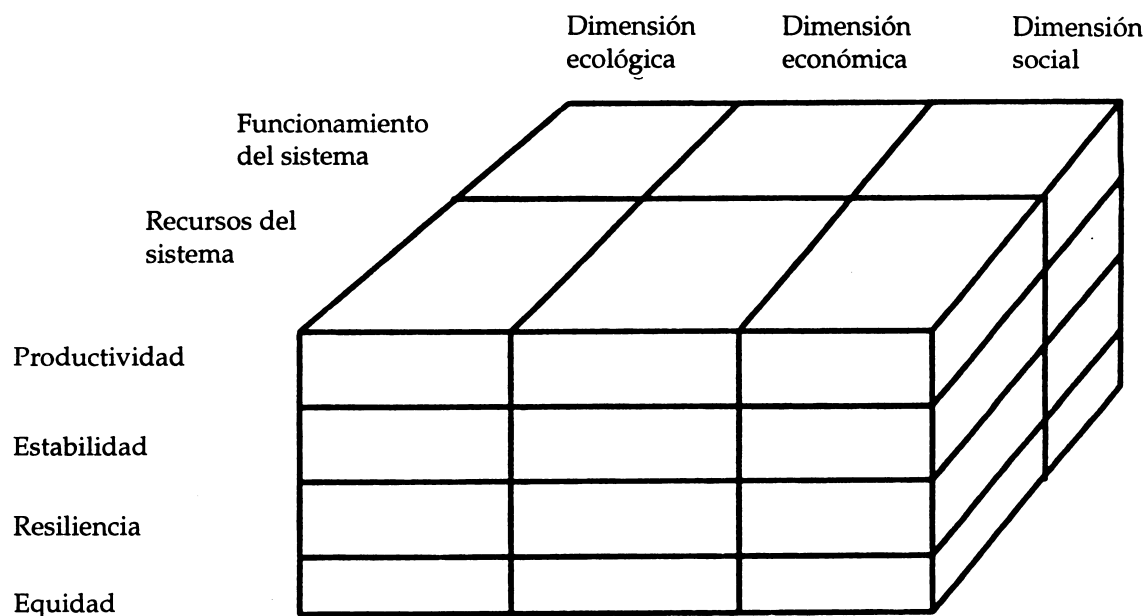 Dimensión
ecológica
Dimensión
económica
Dimensión
social
Funcionamiento
del sistema
Recursos del
sistema
Productividad
Estabilidad
Resiliencia
Equidad